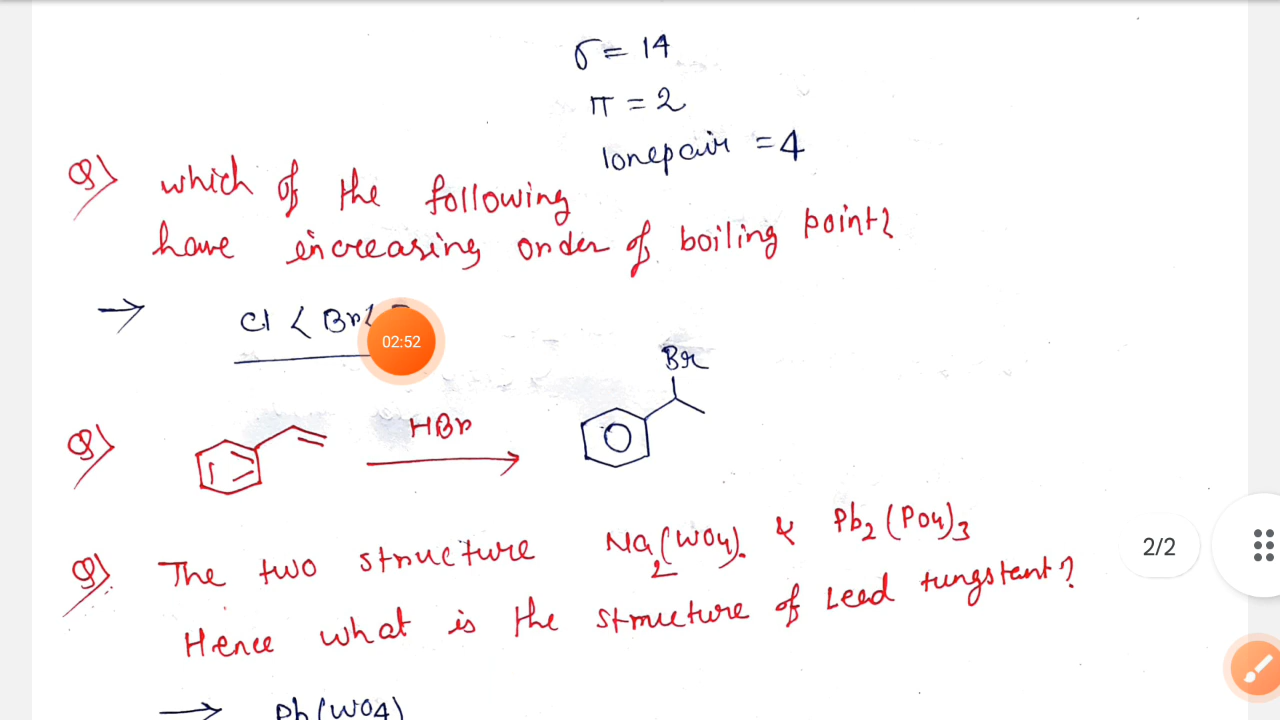 σ = 14
π = 2
lonepair = 4
Q) which of the following
have increasing order of boiling point?
→ Cl < Br <
02:52
Br
Q) HBr
Q). The two structure Na2(WO4). & Pb2(PO4)3
2/2
Hence what is the structure of Lead tungstant?
→ Pb(WO4)